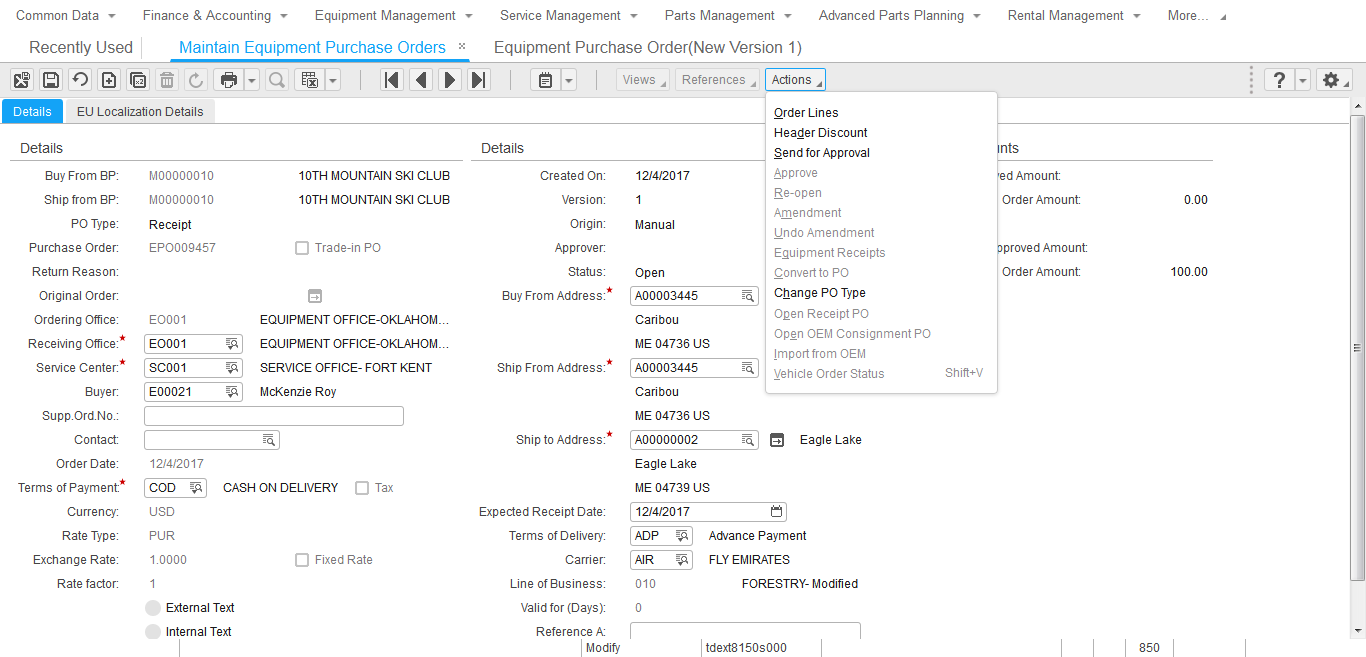 Common Data Finance & Accounting Equipment Management Service Management Parts Management Advanced Parts Planning Rental Management More...
Recently Used Maintain Equipment Purchase Orders × Equipment Purchase Order(New Version 1)
Views References Actions ?
Details EU Localization Details
Order Lines
Header Discount
Send for Approval
Approve
Re-open
Amendment
Undo Amendment
Equipment Receipts
Convert to PO
Change PO Type
Open Receipt PO
Open OEM Consignment PO
Import from OEM
Vehicle Order Status Shift+V
Details
Buy From BP: M00000010 10TH MOUNTAIN SKI CLUB
Ship from BP: M00000010 10TH MOUNTAIN SKI CLUB
PO Type: Receipt
Purchase Order: EPO009457 Trade-in PO
Return Reason:
Original Order:
Ordering Office: EO001 EQUIPMENT OFFICE-OKLAHOM...
Receiving Office:* EO001 EQUIPMENT OFFICE-OKLAHOM...
Service Center:* SC001 SERVICE OFFICE- FORT KENT
Buyer: E00021 McKenzie Roy
Supp.Ord.No.:
Contact:
Order Date: 12/4/2017
Terms of Payment:* COD CASH ON DELIVERY Tax
Currency: USD
Rate Type: PUR
Exchange Rate: 1.0000 Fixed Rate
Rate factor: 1
External Text
Internal Text
Details
Created On: 12/4/2017
Version: 1
Origin: Manual
Approver:
Status: Open
Buy From Address:* A00003445
Caribou
ME 04736 US
Ship From Address:* A00003445
Caribou
ME 04736 US
Ship to Address:* A00000002 Eagle Lake
Eagle Lake
ME 04739 US
Expected Receipt Date: 12/4/2017
Terms of Delivery: ADP Advance Payment
Carrier: AIR FLY EMIRATES
Line of Business: 010 FORESTRY- Modified
Valid for (Days): 0
Reference A:
unts
ved Amount:
Order Amount: 0.00
pproved Amount:
Order Amount: 100.00
Modify tdext8150s000 850